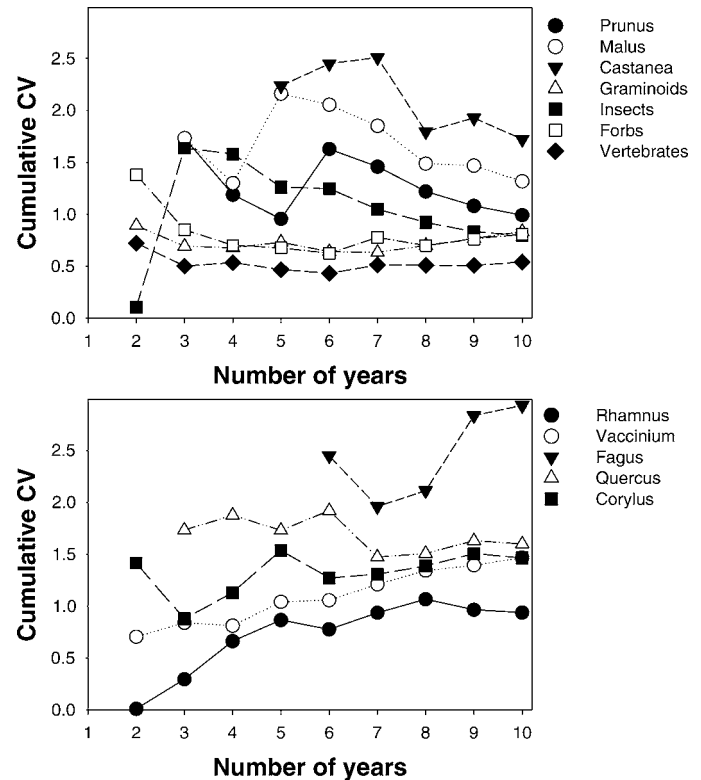 Cumulative CV
2.5
2.0
1.5
1.0
0.5
0.0
1 2 3 4 5 6 7 8 9 10
Number of years
Prunus
Malus
Castanea
Graminoids
Insects
Forbs
Vertebrates
Cumulative CV
2.5
2.0
1.5
1.0
0.5
0.0
1 2 3 4 5 6 7 8 9 10
Number of years
Rhamnus
Vaccinium
Fagus
Quercus
Corylus